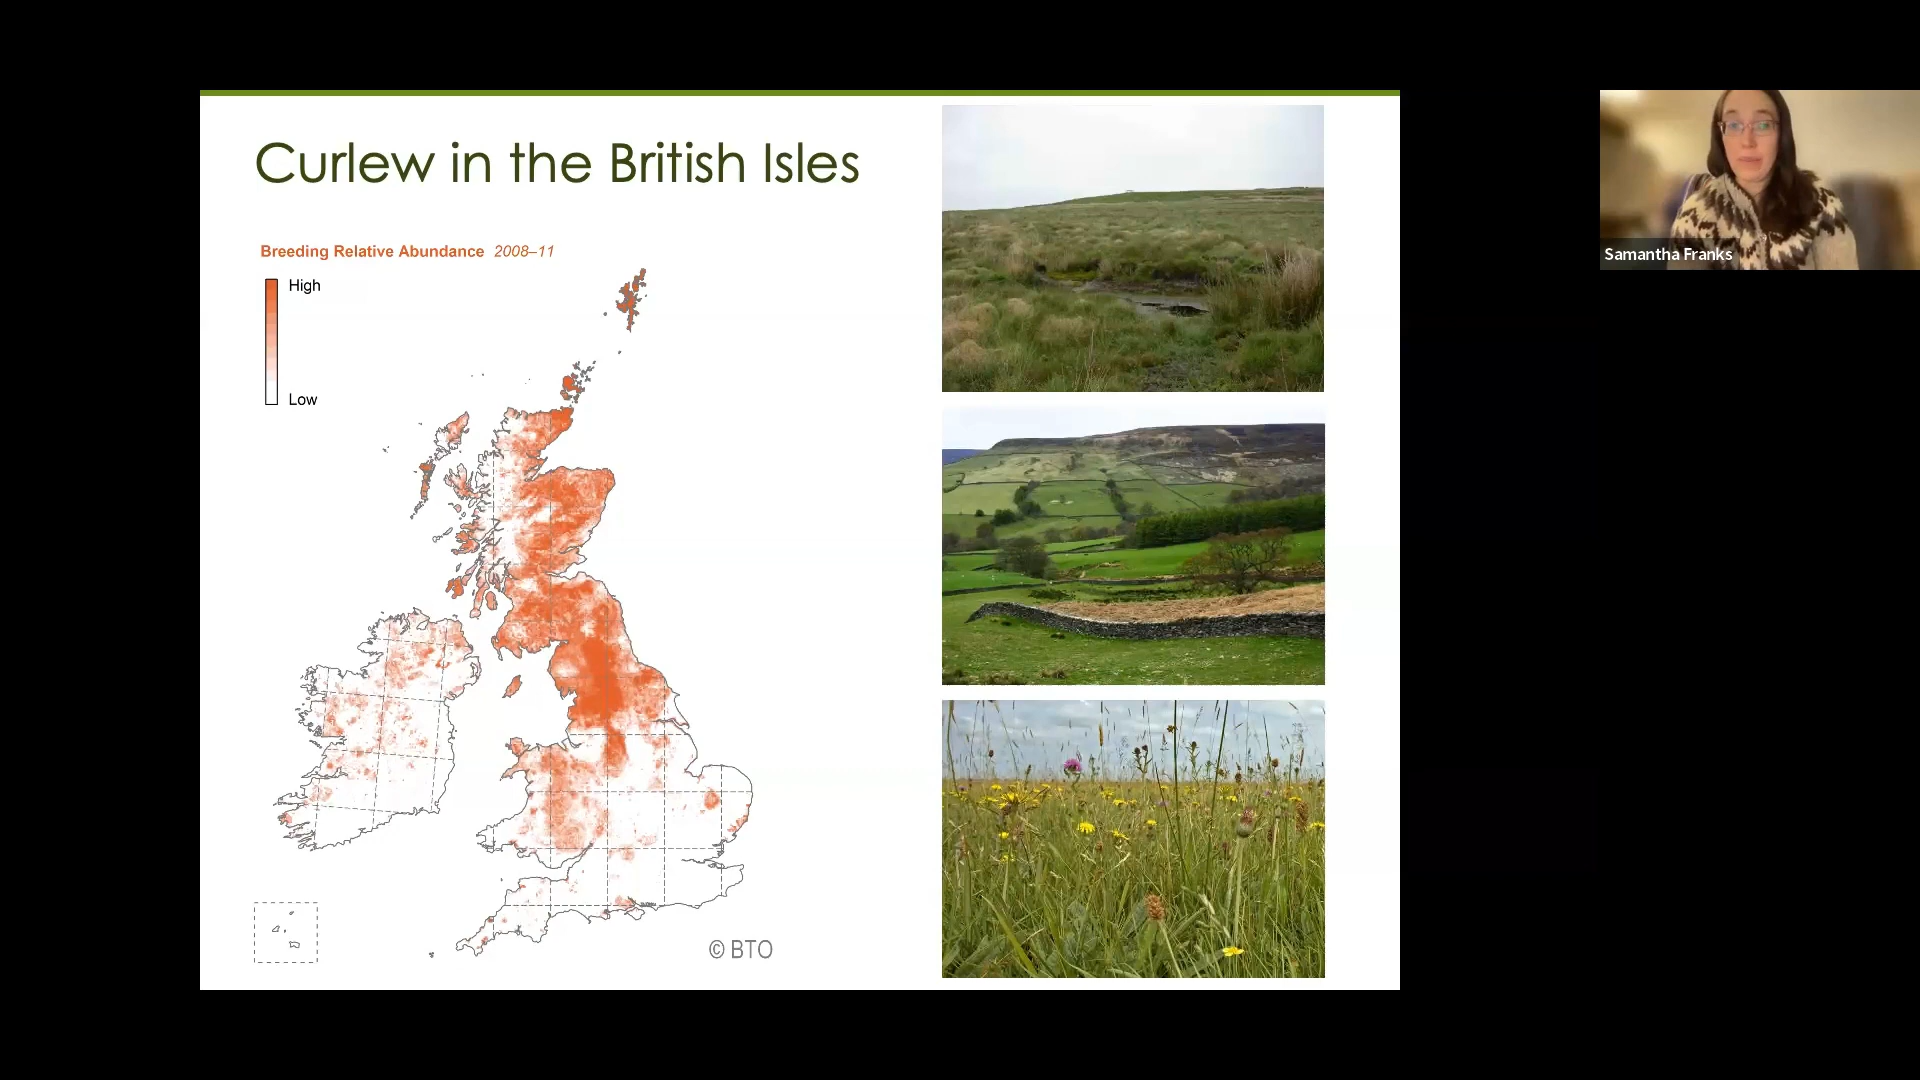 Curlew in the British Isles
Breeding Relative Abundance 2008–11
High
Low
© BTO
Samantha Franks